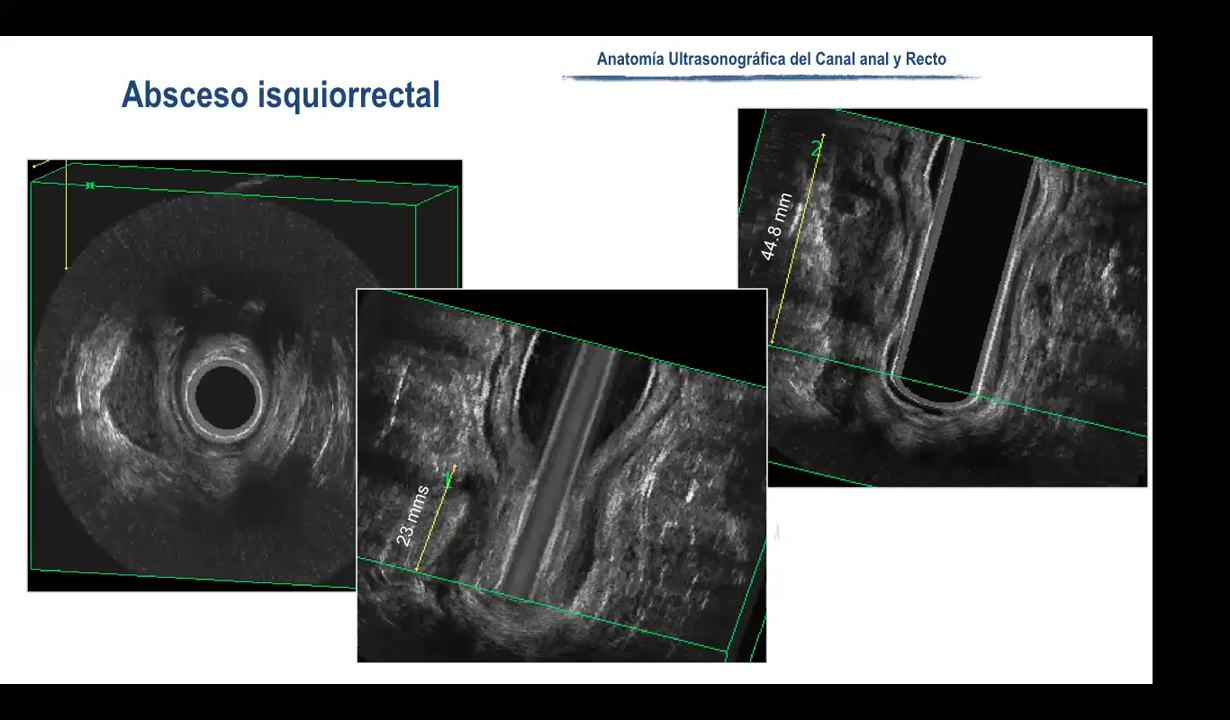 Anatomía Ultrasonográfica del Canal anal y Recto
Absceso isquiorrectal
2
44.8 mm
1
23 mms